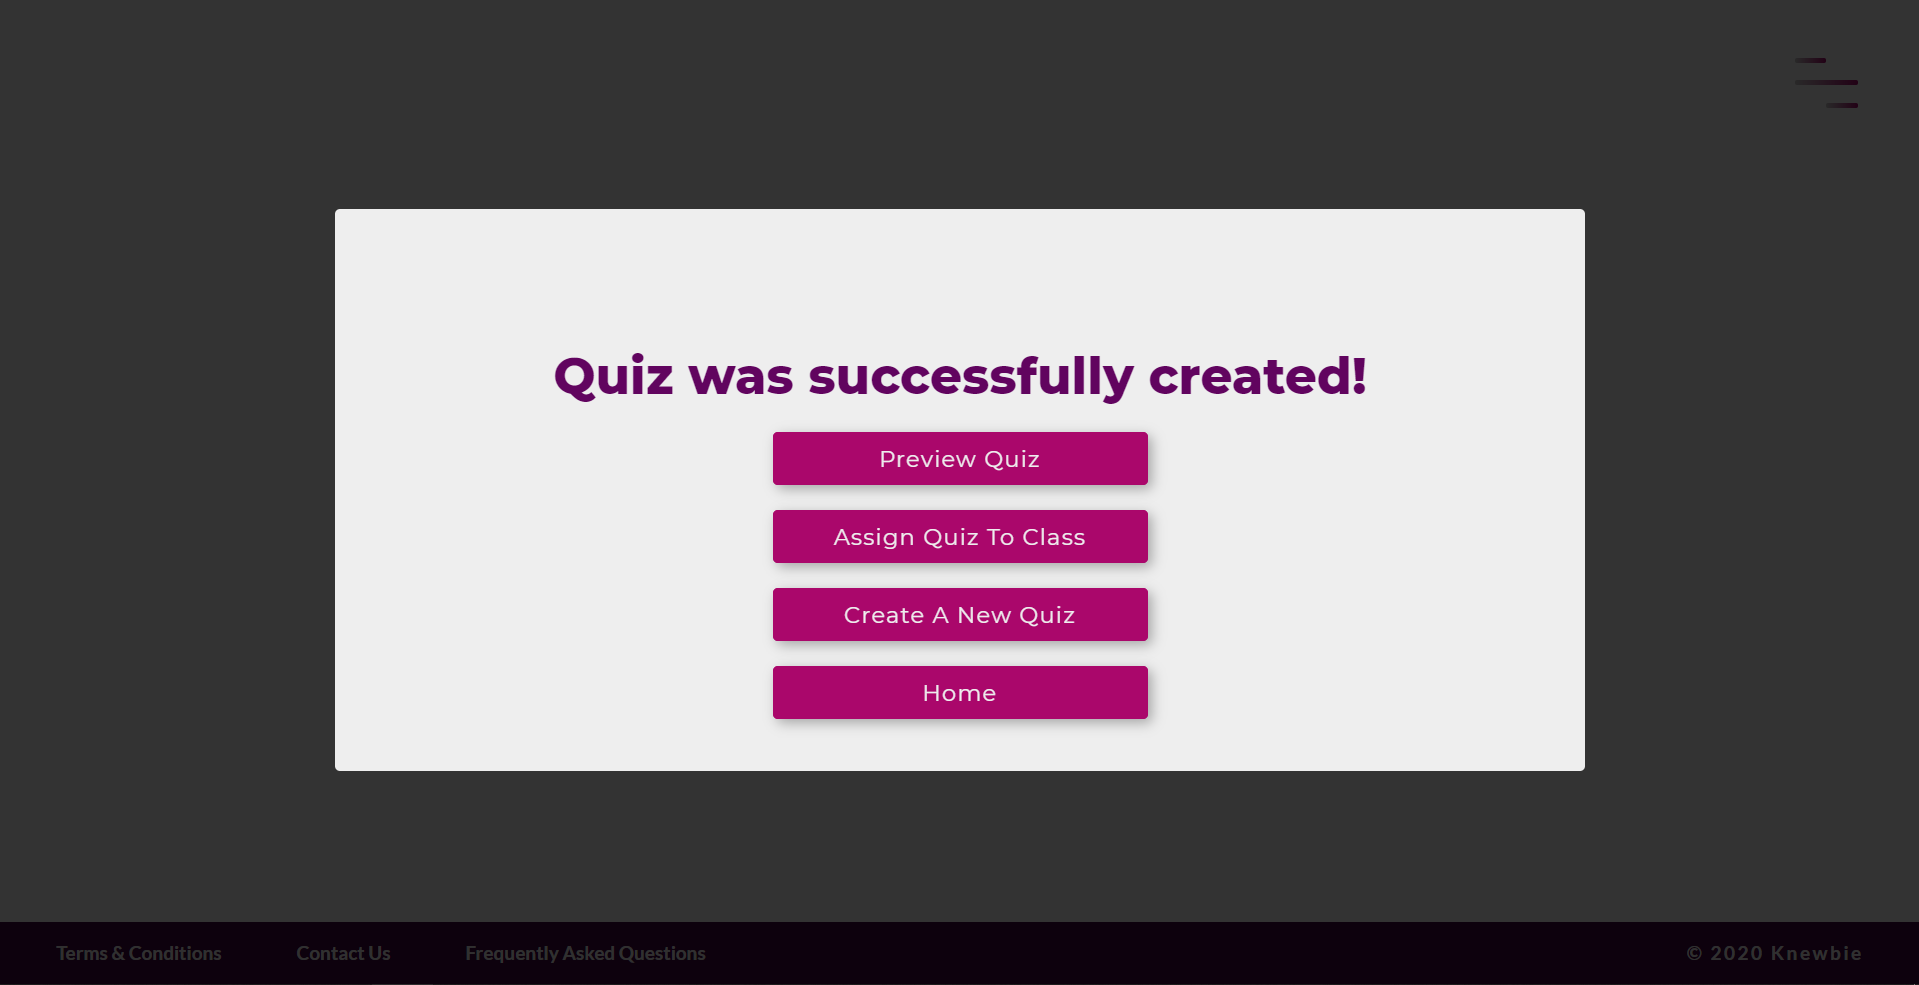 Quiz was successfully created!
Preview Quiz
Assign Quiz To Class
Create A New Quiz
Home
Terms & Conditions
Contact Us
Frequently Asked Questions
© 2020 Knewbie